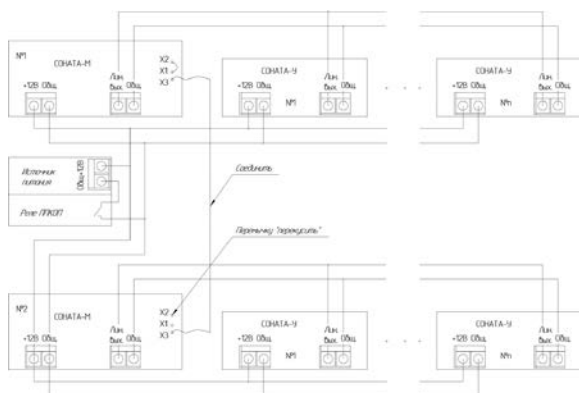 №1
СОНАТА-М
X2
X1
X3
+12В Общ
Лин. вых. Общ
СОНАТА-У
+12В Общ
Лин. вых. Общ
№1
СОНАТА-У
+12В Общ
Лин. вых. Общ
№n
Источник питания
Общ +12В
Реле ППКОП
Соединить
Перемычку "перекусить"
№2
СОНАТА-М
X2
X1
X3
+12В Общ
Лин. вых. Общ
СОНАТА-У
+12В Общ
Лин. вых. Общ
№1
СОНАТА-У
+12В Общ
Лин. вых. Общ
№n